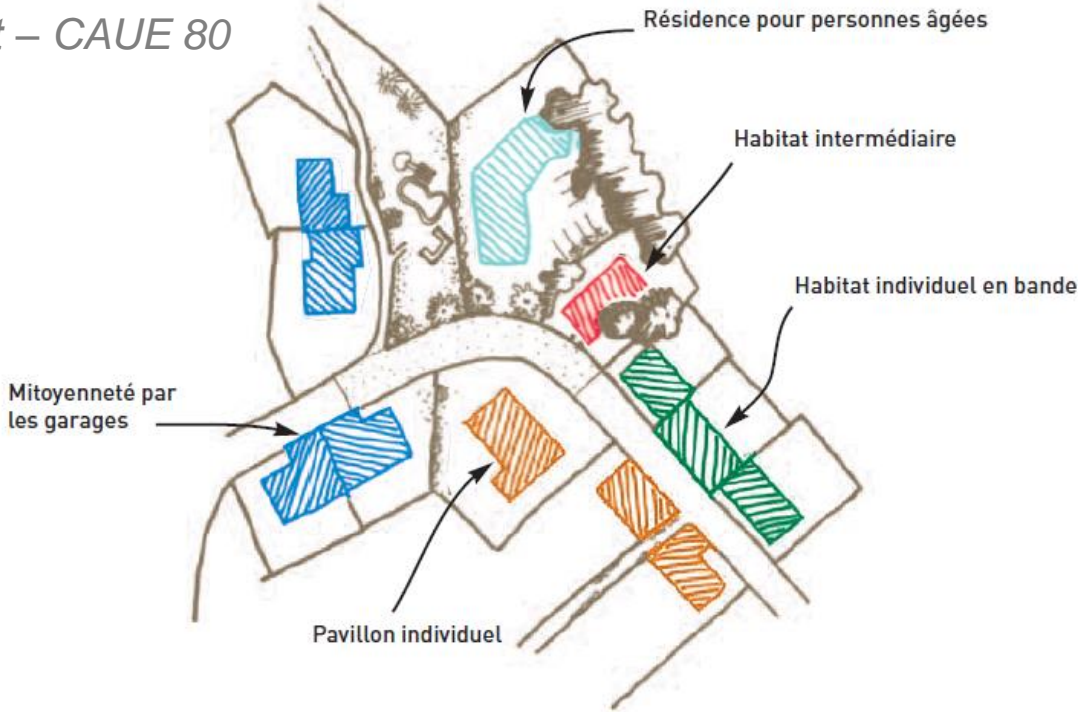 – CAUE 80
Résidence pour personnes âgées
Habitat intermédiaire
Habitat individuel en bande
Mitoyenneté par
les garages
Pavillon individuel